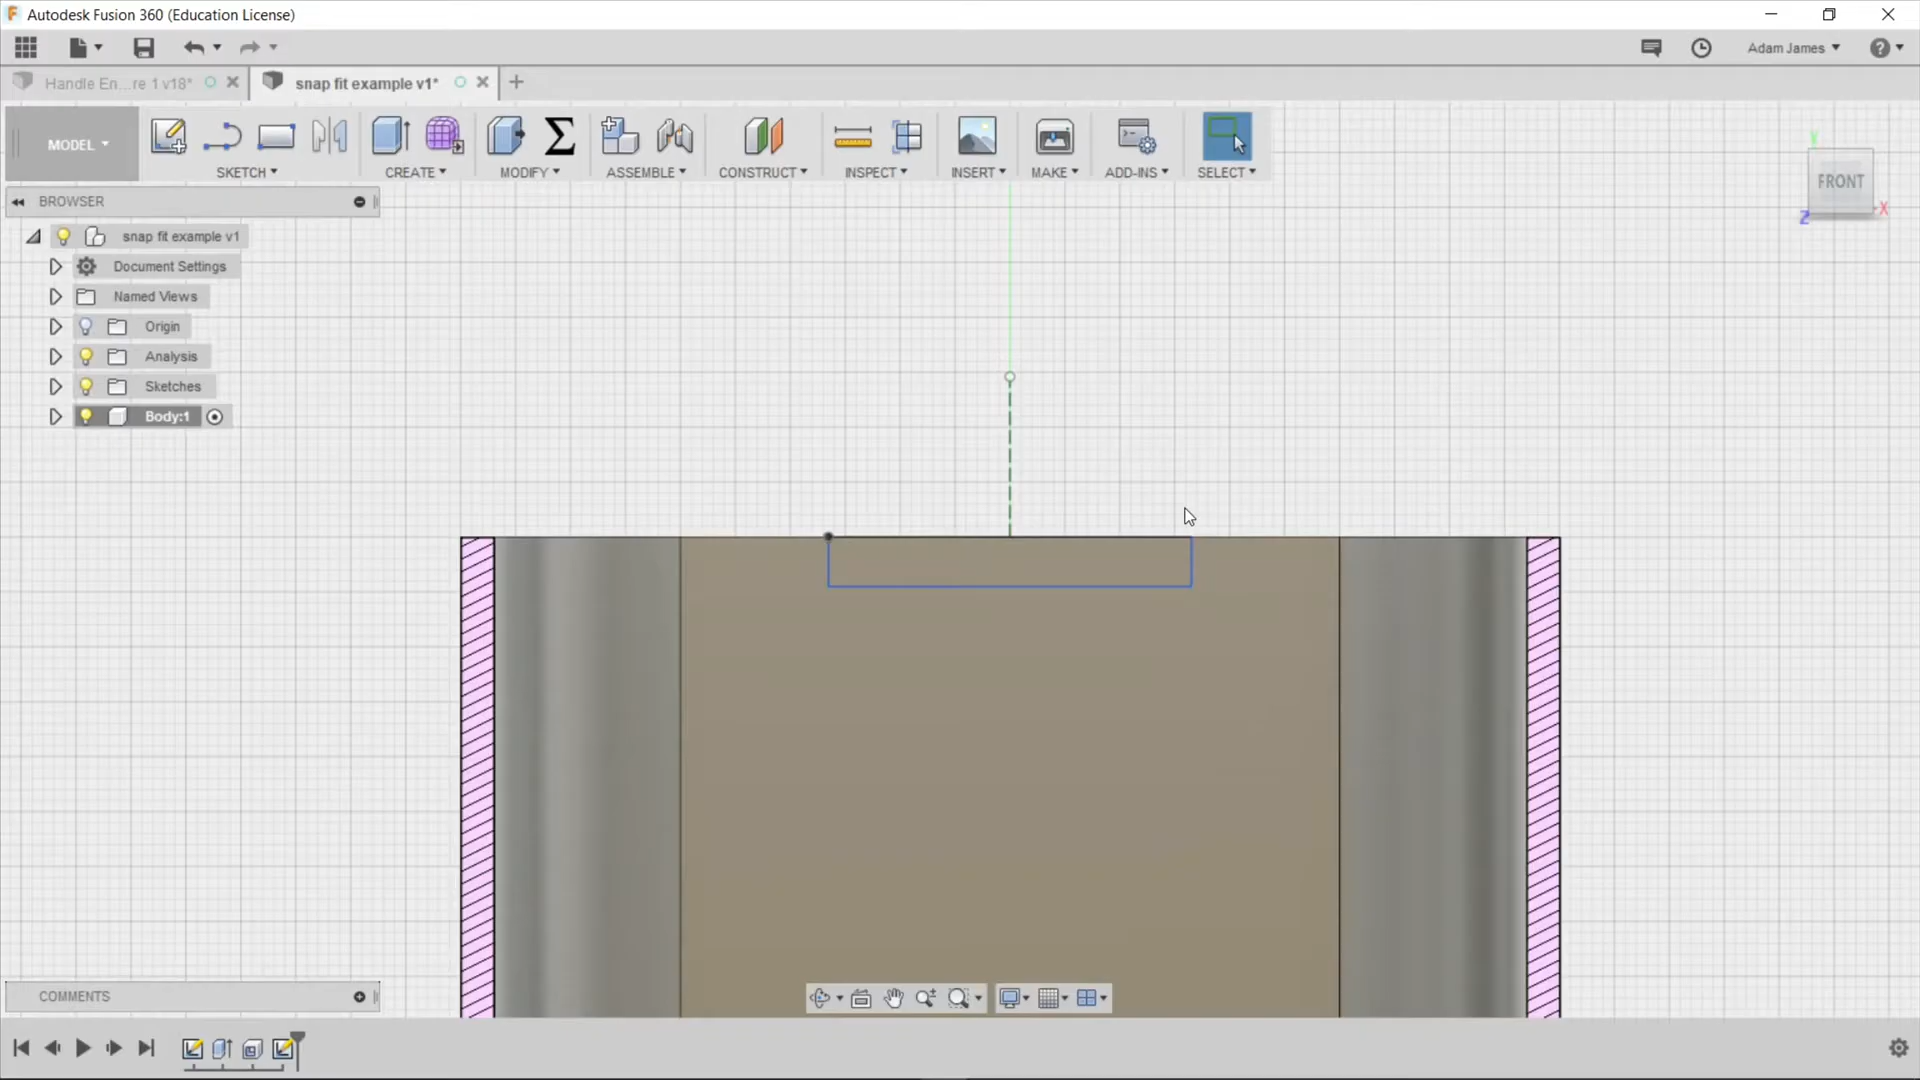 Autodesk Fusion 360 (Education License)
Adam James
Handle En...re 1 v18*
snap fit example v1*
MODEL
SKETCH
CREATE
MODIFY
ASSEMBLE
CONSTRUCT
INSPECT
INSERT
MAKE
ADD-INS
SELECT
Y
FRONT
Z
X
BROWSER
snap fit example v1
Document Settings
Named Views
Origin
Analysis
Sketches
Body:1
COMMENTS